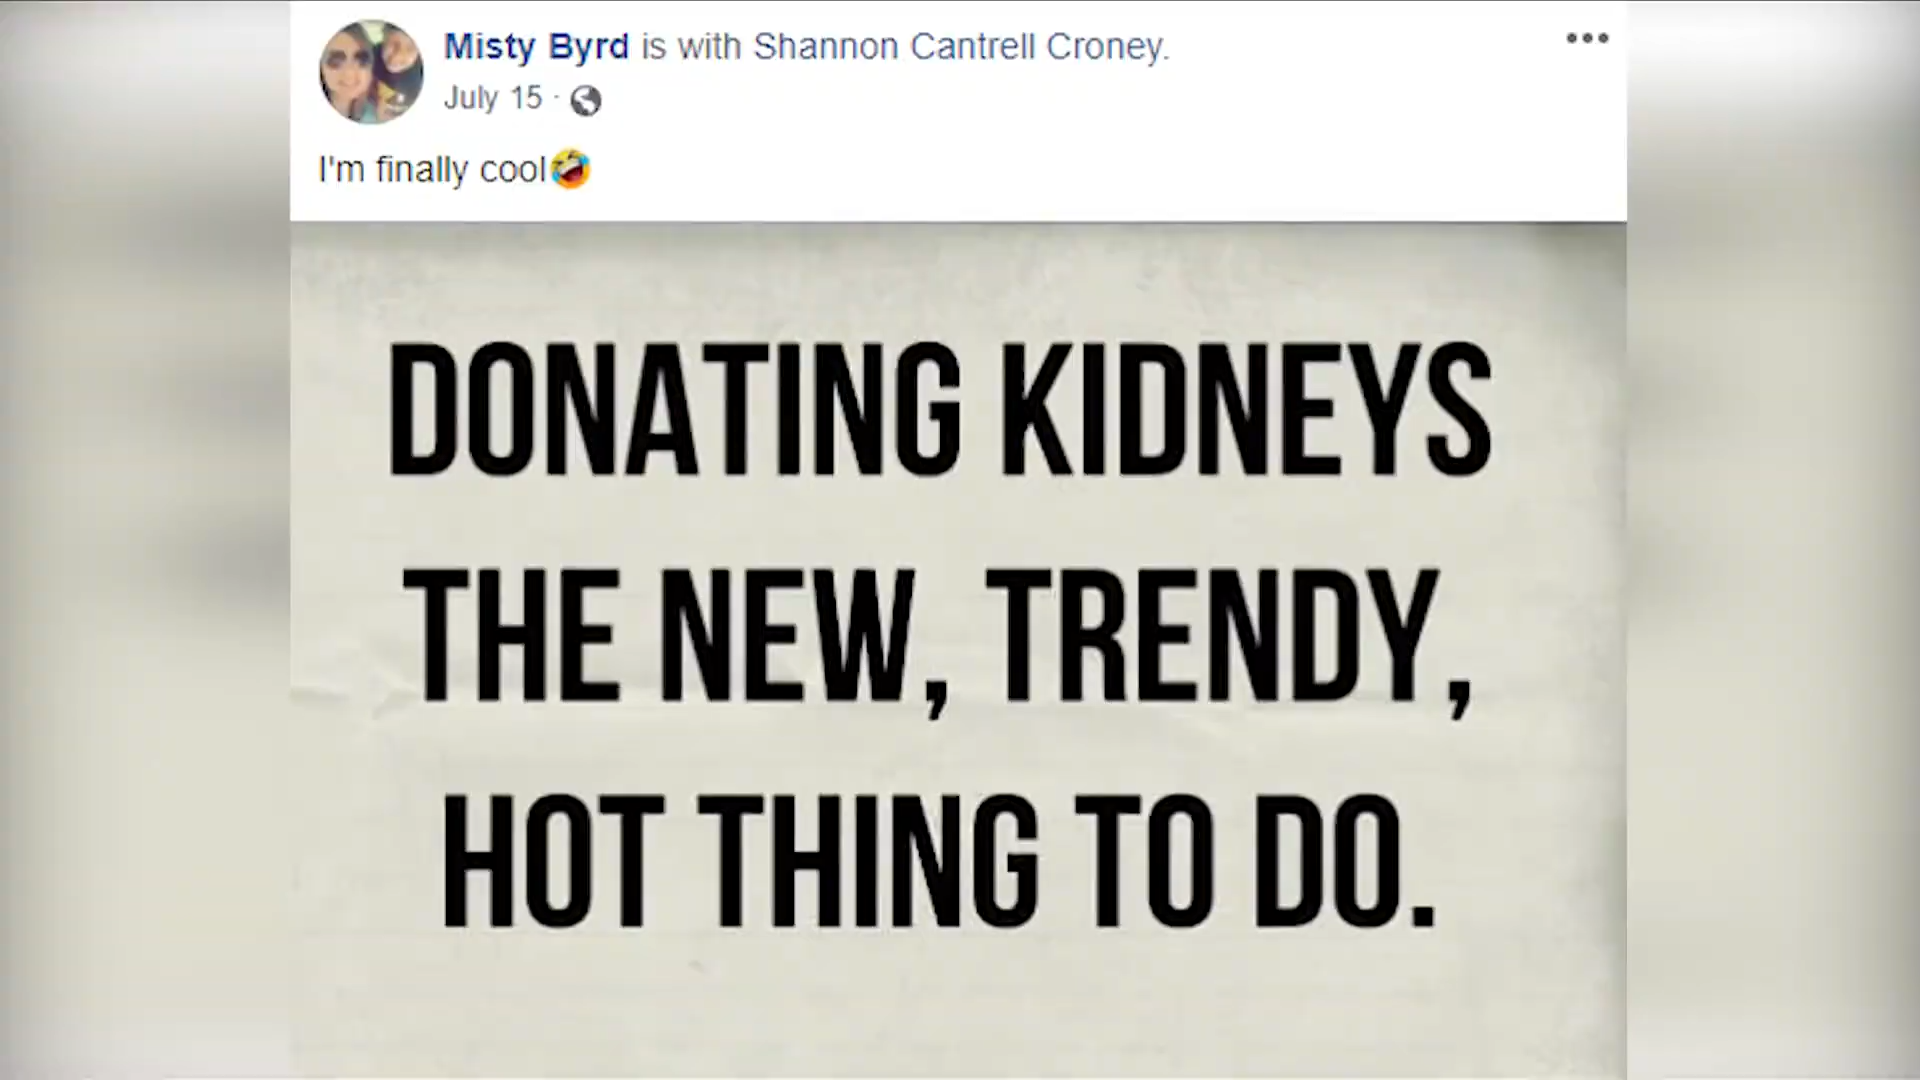 Misty Byrd is with Shannon Cantrell Croney.
July 15 ·
I'm finally cool🤣
DONATING KIDNEYS
THE NEW, TRENDY,
HOT THING TO DO.